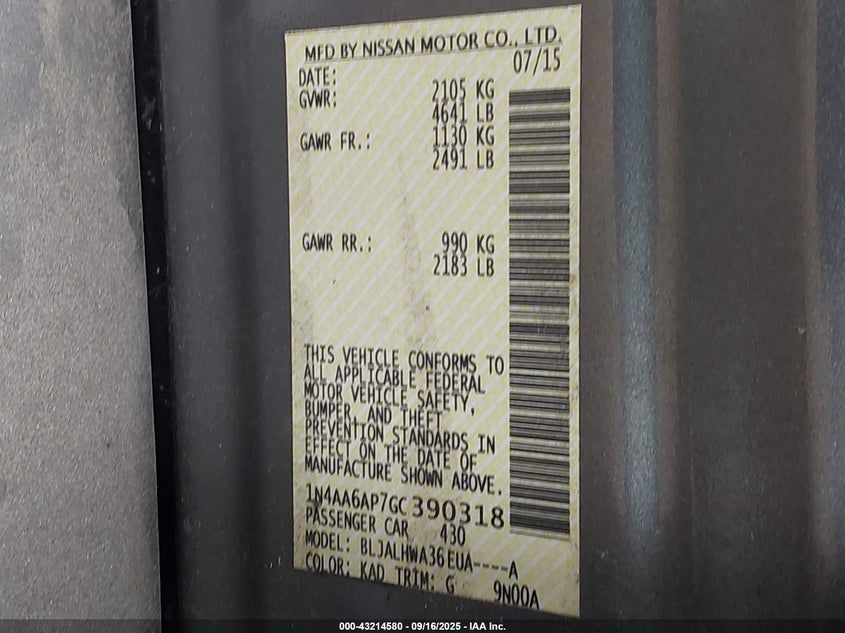 MFD BY NISSAN MOTOR CO., LTD.
DATE: 07/15
GVWR: 2105 KG
4641 LB
GAWR FR.: 1130 KG
2491 LB
GAWR RR.: 990 KG
2183 LB
THIS VEHICLE CONFORMS TO
ALL APPLICABLE FEDERAL
MOTOR VEHICLE SAFETY,
BUMPER, AND THEFT
PREVENTION STANDARDS IN
EFFECT ON THE DATE OF
MANUFACTURE SHOWN ABOVE.
1N4AA6AP7GC390318
PASSENGER CAR 430
MODEL: BLJALHWA36EUA----A
COLOR: KAD TRIM: G 9N00A
000-43214580 - 09/16/2025 - IAA Inc.